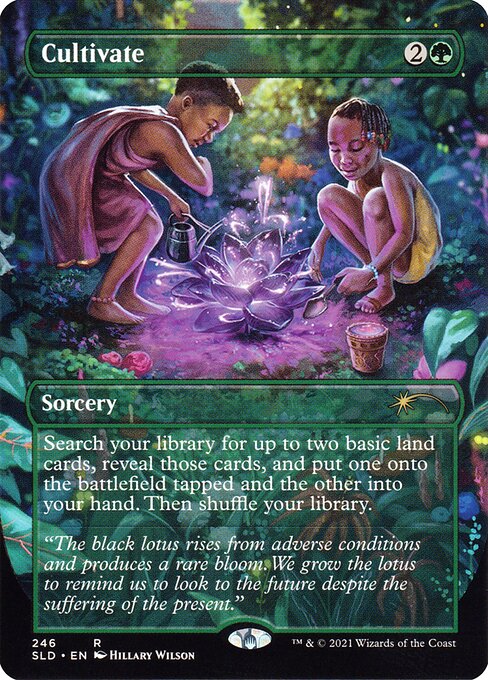 Cultivate 2
Sorcery
Search your library for up to two basic land
cards, reveal those cards, and put one onto
the battlefield tapped and the other into
your hand. Then shuffle your library.
“The black lotus rises from adverse conditions
and produces a rare bloom. We grow the lotus
to remind us to look to the future despite the
suffering of the present.”
246 R
SLD • EN Hillary Wilson
™ & © 2021 Wizards of the Coast